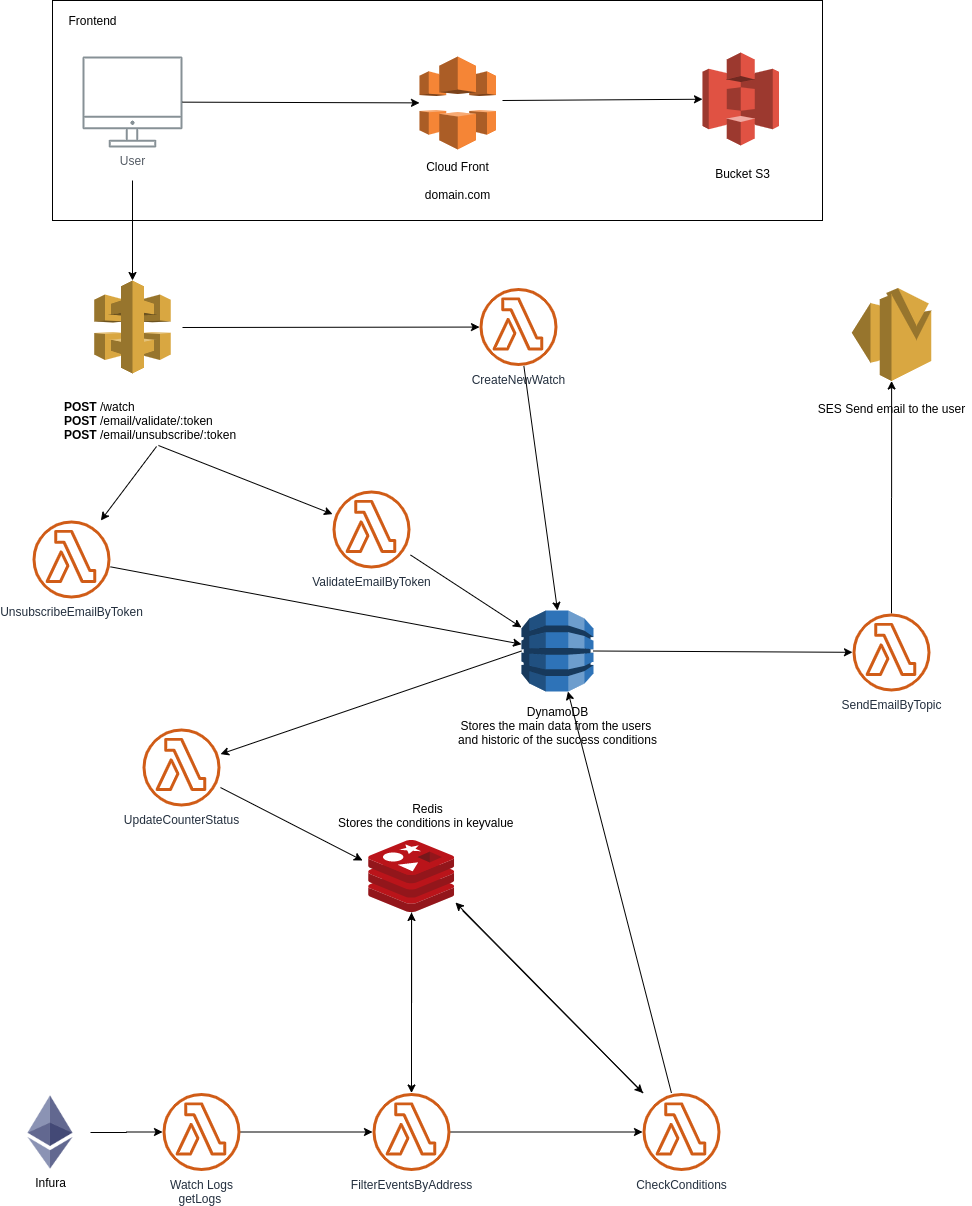 Frontend
User
Cloud Front
domain.com
Bucket S3
CreateNewWatch
SES Send email to the user
POST /watch
POST /email/validate/:token
POST /email/unsubscribe/:token
ValidateEmailByToken
UnsubscribeEmailByToken
DynamoDB
Stores the main data from the users
and historic of the success conditions
SendEmailByTopic
UpdateCounterStatus
Redis
Stores the conditions in keyvalue
Infura
Watch Logs
getLogs
FilterEventsByAddress
CheckConditions